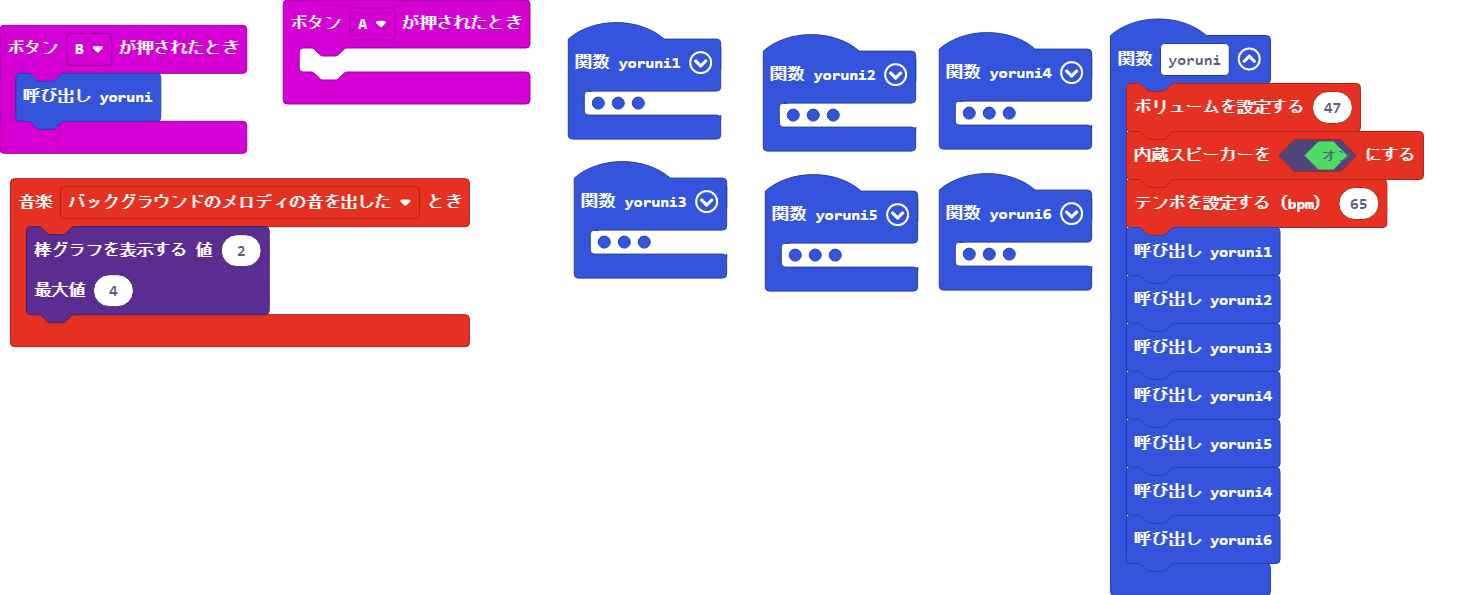 ボタン B が押されたとき
呼び出し yoruni
ボタン A が押されたとき
音楽 バックグラウンドのメロディの音を出した とき
棒グラフを表示する 値 2
最大値 4
関数 yoruni1
関数 yoruni2
関数 yoruni4
関数 yoruni3
関数 yoruni5
関数 yoruni6
関数 yoruni
ボリュームを設定する 47
内蔵スピーカーを オン にする
テンポを設定する (bpm) 65
呼び出し yoruni1
呼び出し yoruni2
呼び出し yoruni3
呼び出し yoruni4
呼び出し yoruni5
呼び出し yoruni4
呼び出し yoruni6